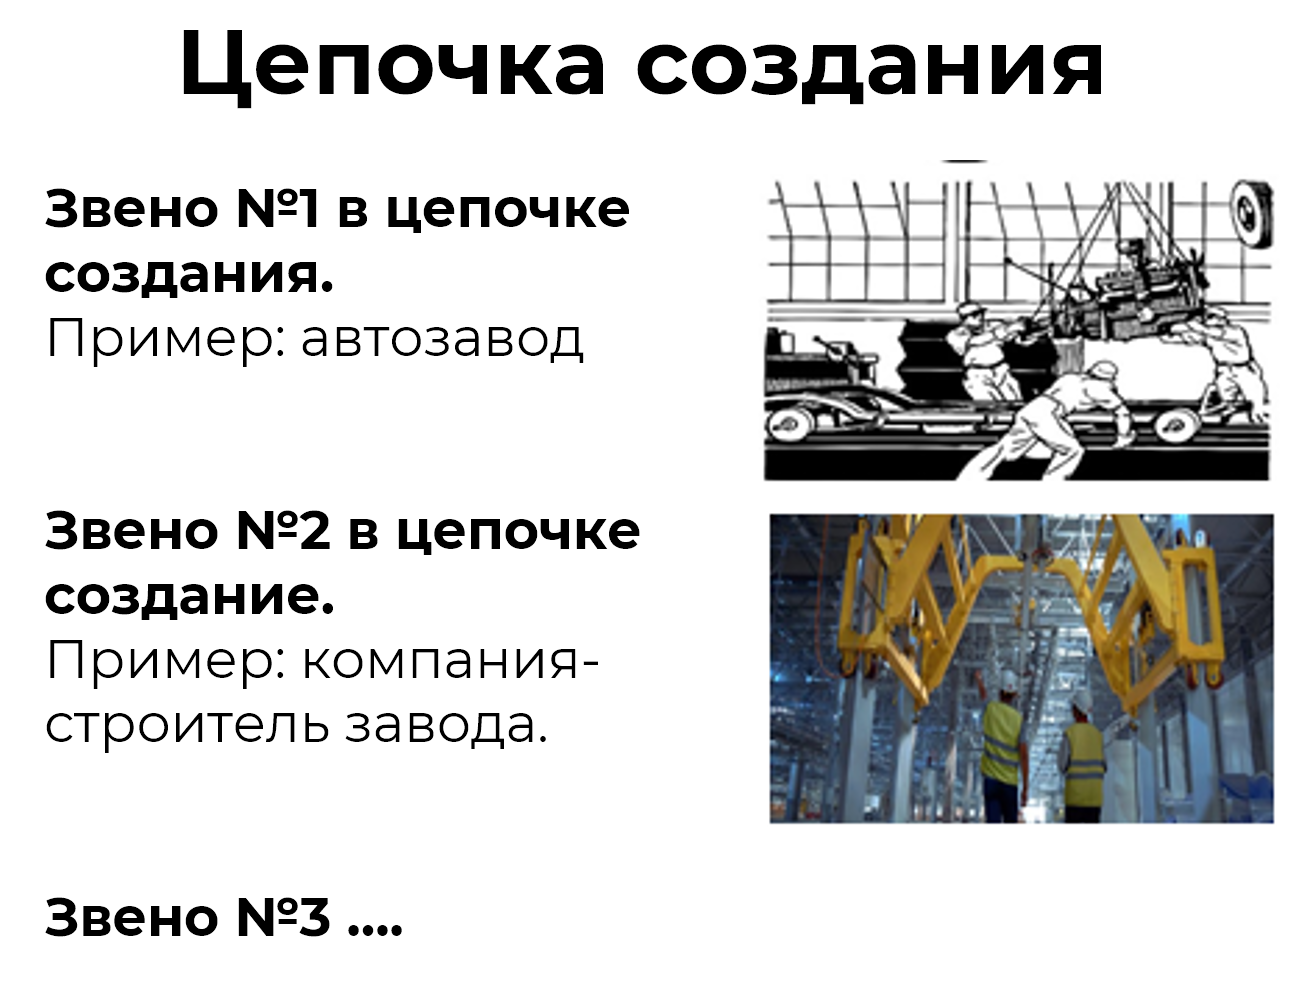 Цепочка создания
Звено №1 в цепочке
создания.
Пример: автозавод
Звено №2 в цепочке
создание.
Пример: компания-
строитель завода.
Звено №3 ....